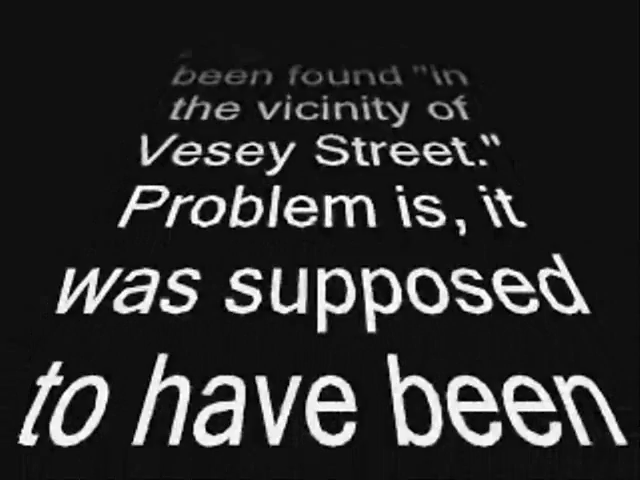 been found "in
the vicinity of
Vesey Street."
Problem is, it
was supposed
to have been